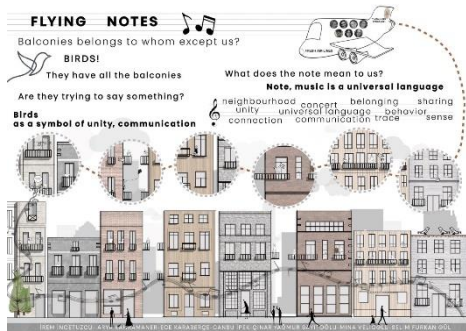 FLYING NOTES
Balconies belongs to whom except us?
BIRDS!
They have all the balconies
Are they trying to say something?
Birds
as a symbol of unity, communication
What does the note mean to us?
Note, music is a universal language
neighbourhood concert belonging sharing
unity universal language behavior
connection communication trace sense